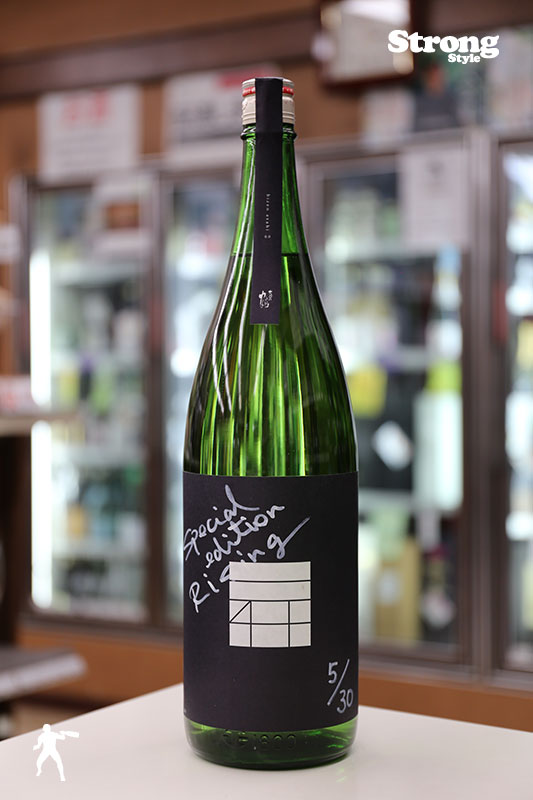 Strong
Style
Special
edition
Rising
5/30